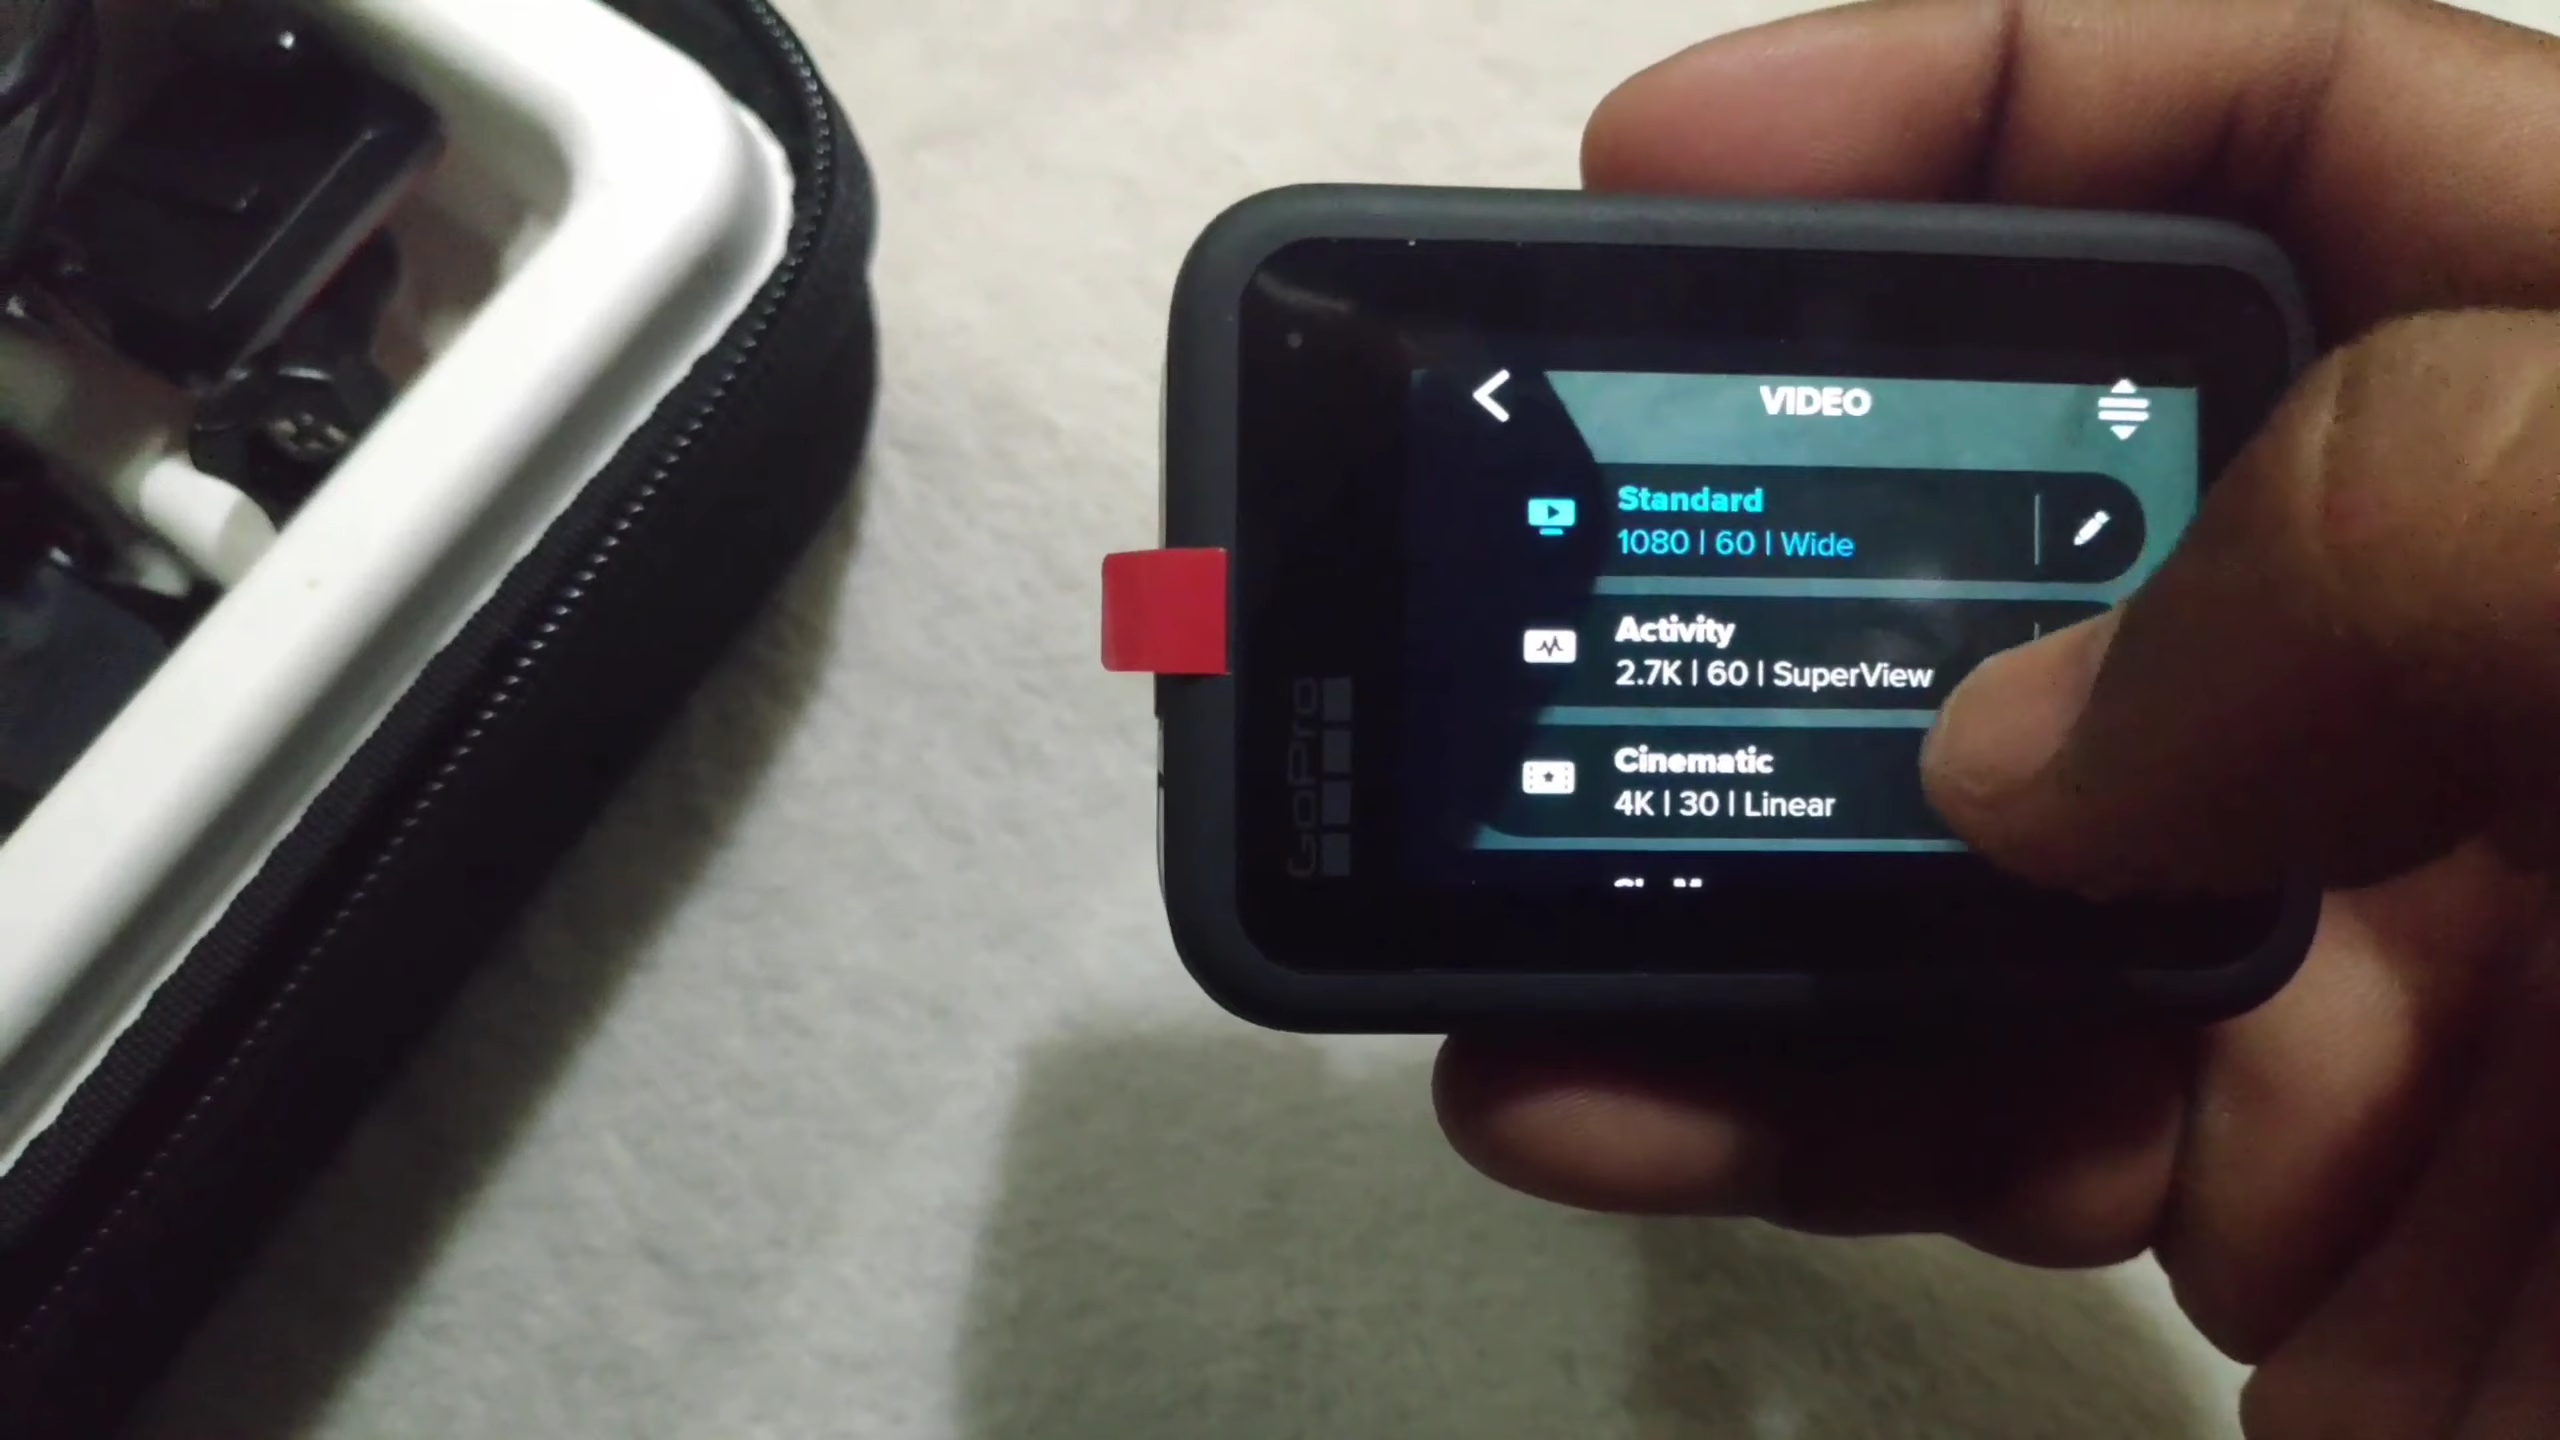 VIDEO
Standard
1080 | 60 | Wide
Activity
2.7K | 60 | SuperView
Cinematic
4K | 30 | Linear
GoPro